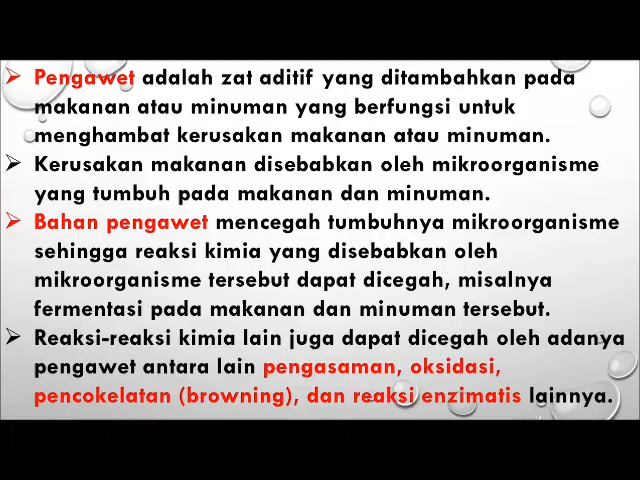 Pengawet adalah zat aditif yang ditambahkan pada
makanan atau minuman yang berfungsi untuk
menghambat kerusakan makanan atau minuman.
Kerusakan makanan disebabkan oleh mikroorganisme
yang tumbuh pada makanan dan minuman.
Bahan pengawet mencegah tumbuhnya mikroorganisme
sehingga reaksi kimia yang disebabkan oleh
mikroorganisme tersebut dapat dicegah, misalnya
fermentasi pada makanan dan minuman tersebut.
Reaksi-reaksi kimia lain juga dapat dicegah oleh adanya
pengawet antara lain pengasaman, oksidasi,
pencokelatan (browning), dan reaksi enzimatis lainnya.